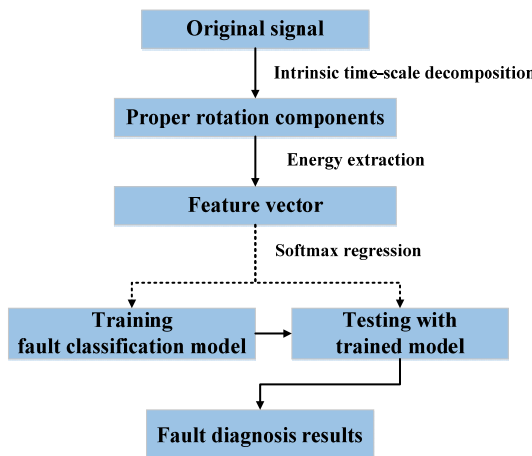 Original signal
Intrinsic time-scale decomposition
Proper rotation components
Energy extraction
Feature vector
Softmax regression
Training
fault classification model
Testing with
trained model
Fault diagnosis results